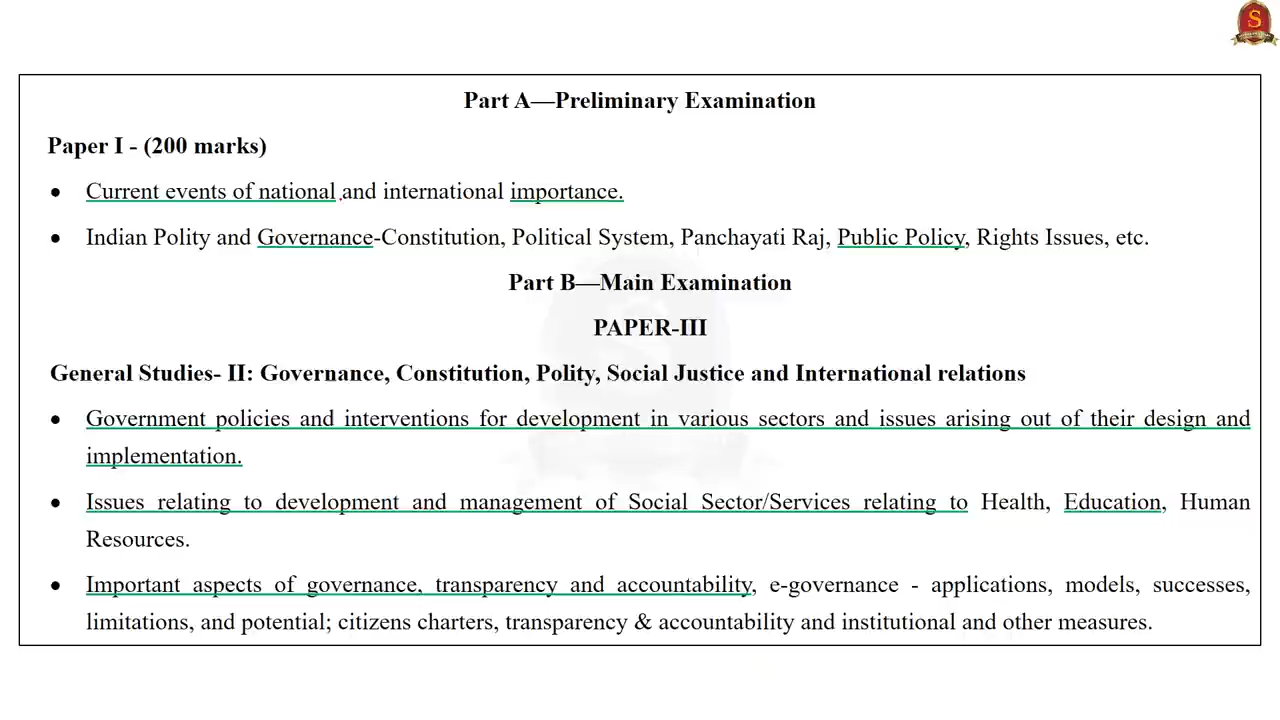 S
Part A—Preliminary Examination
Paper I - (200 marks)
● Current events of national and international importance.
● Indian Polity and Governance-Constitution, Political System, Panchayati Raj, Public Policy, Rights Issues, etc.
Part B—Main Examination
PAPER-III
General Studies- II: Governance, Constitution, Polity, Social Justice and International relations
● Government policies and interventions for development in various sectors and issues arising out of their design and
implementation.
● Issues relating to development and management of Social Sector/Services relating to Health, Education, Human
Resources.
● Important aspects of governance, transparency and accountability, e-governance - applications, models, successes,
limitations, and potential; citizens charters, transparency & accountability and institutional and other measures.